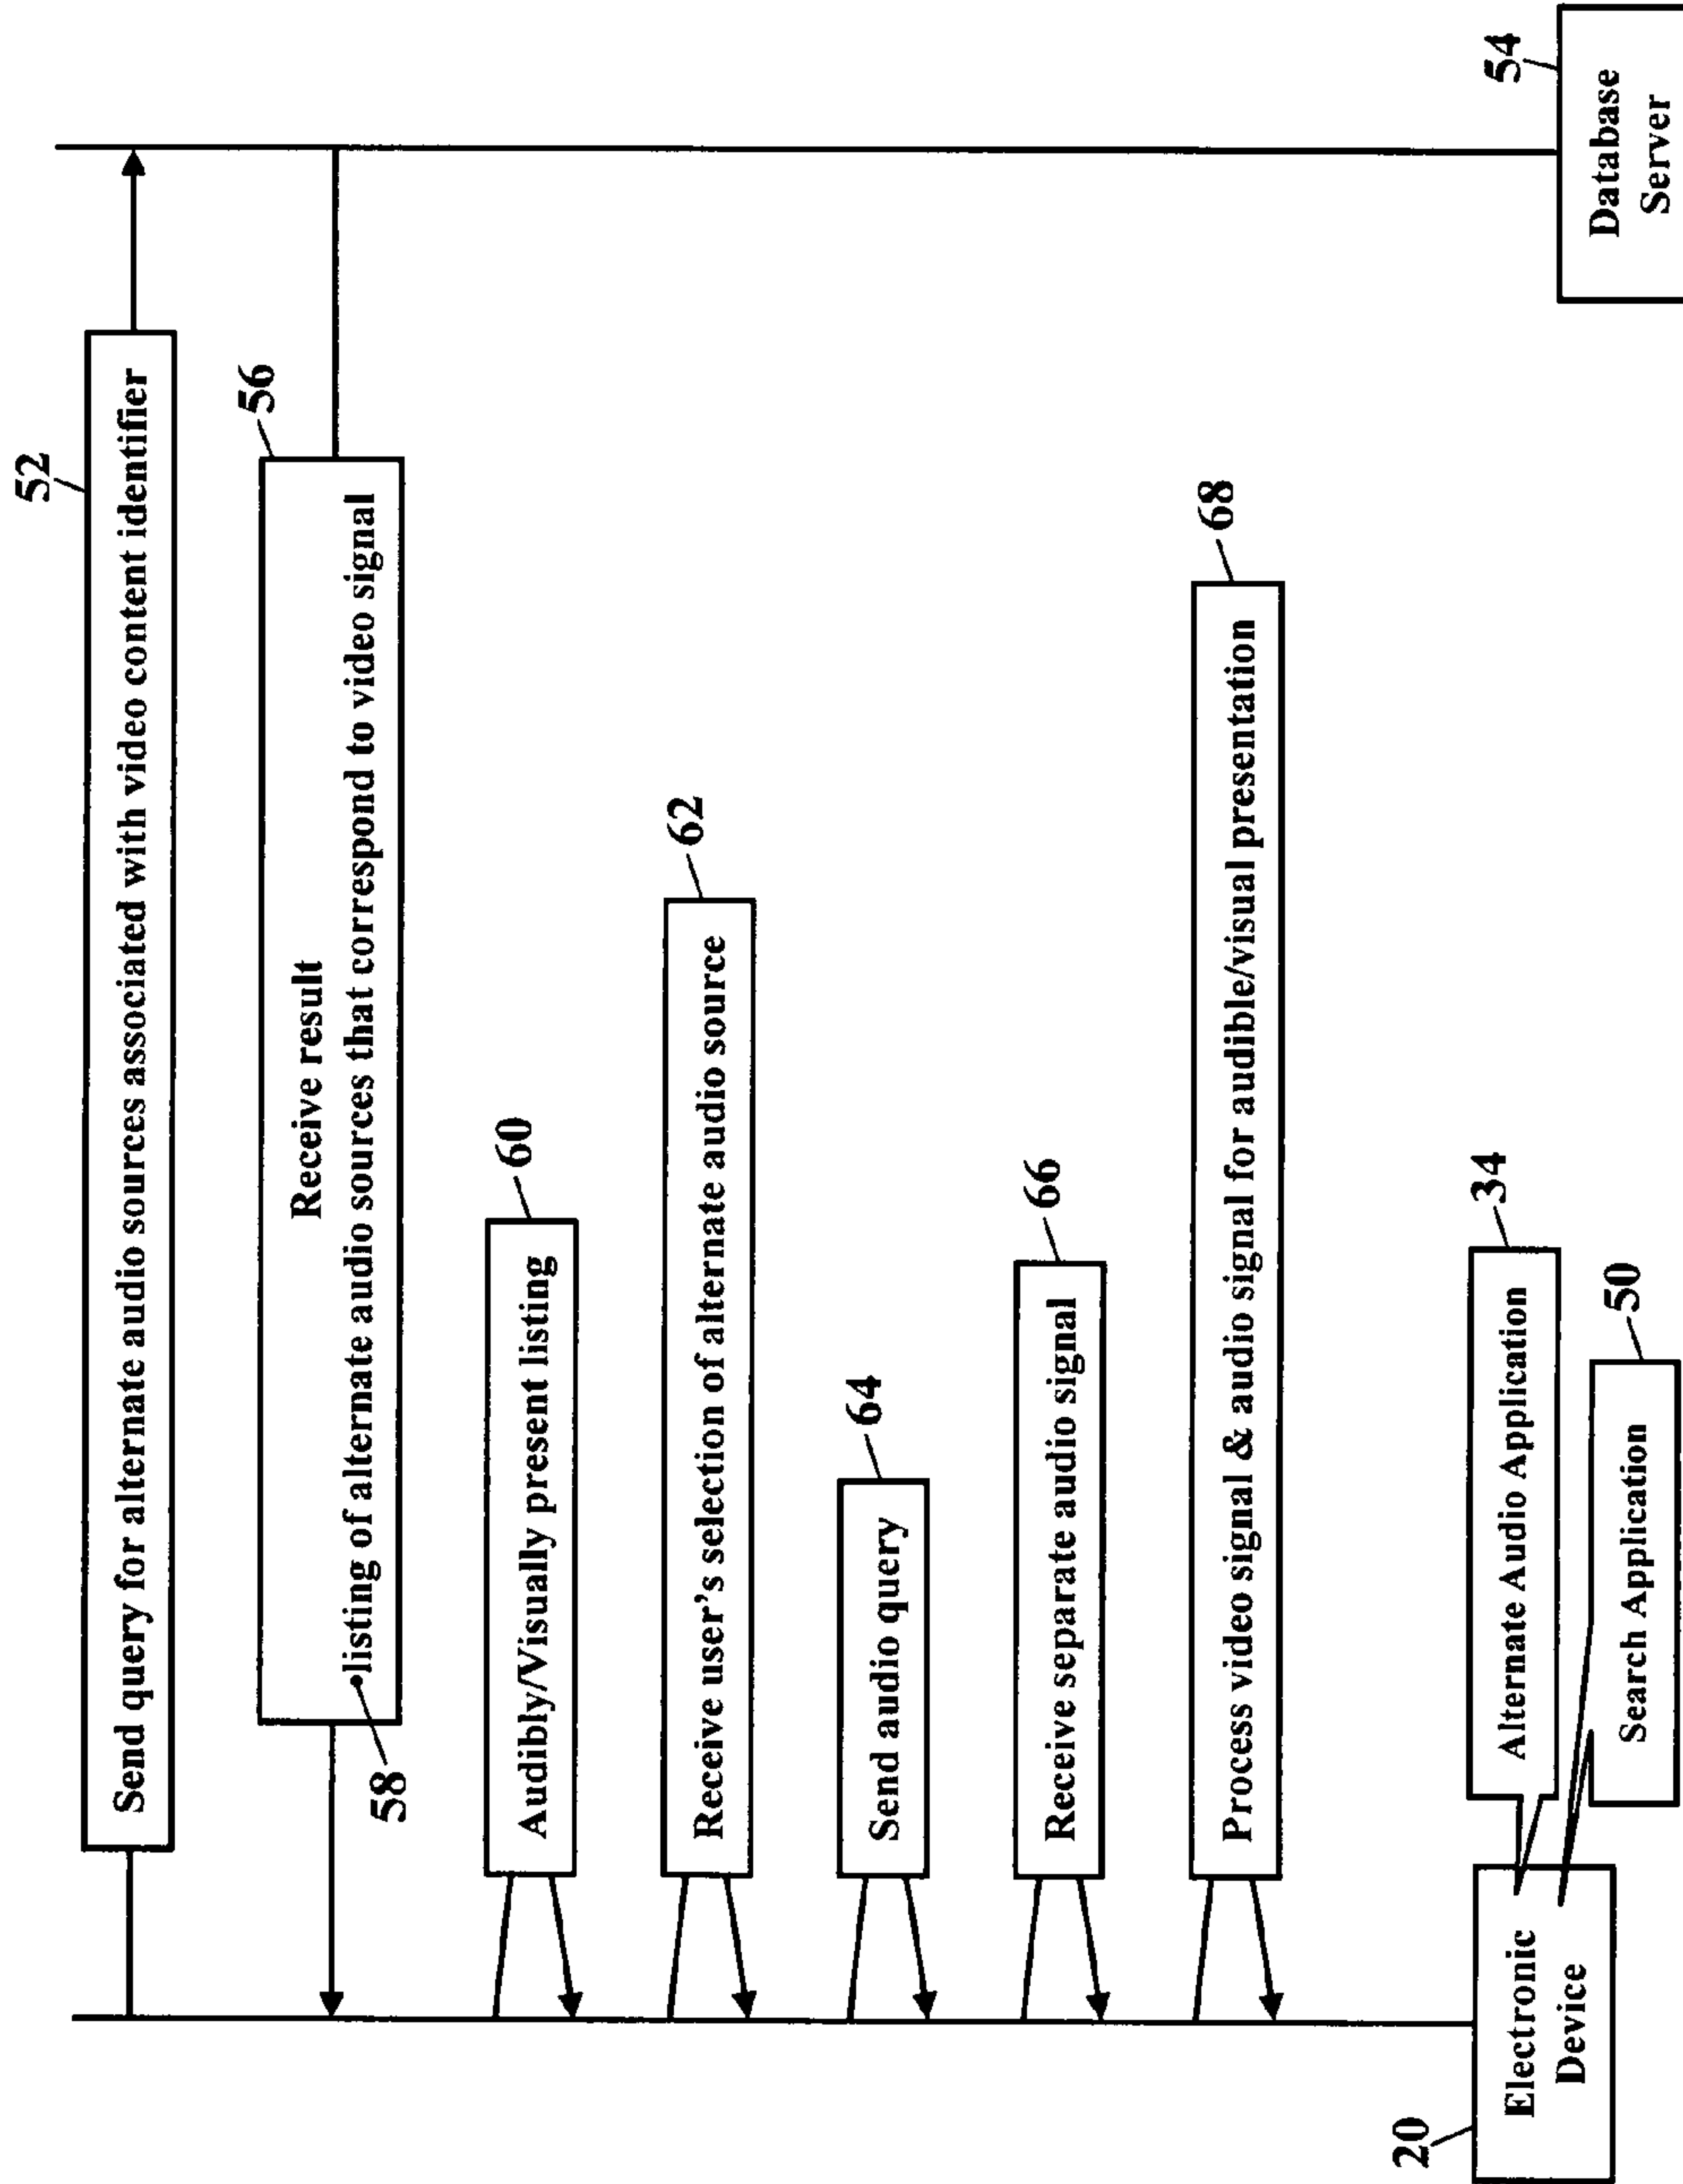 52
Send query for alternate audio sources associated with video content identifier
56
Receive result
•listing of alternate audio sources that correspond to video signal
58
60
Audibly/Visually present listing
62
Receive user's selection of alternate audio source
64
Send audio query
66
Receive separate audio signal
68
Process video signal & audio signal for audible/visual presentation
34
Alternate Audio Application
50
Search Application
20
Electronic
Device
54
Database
Server